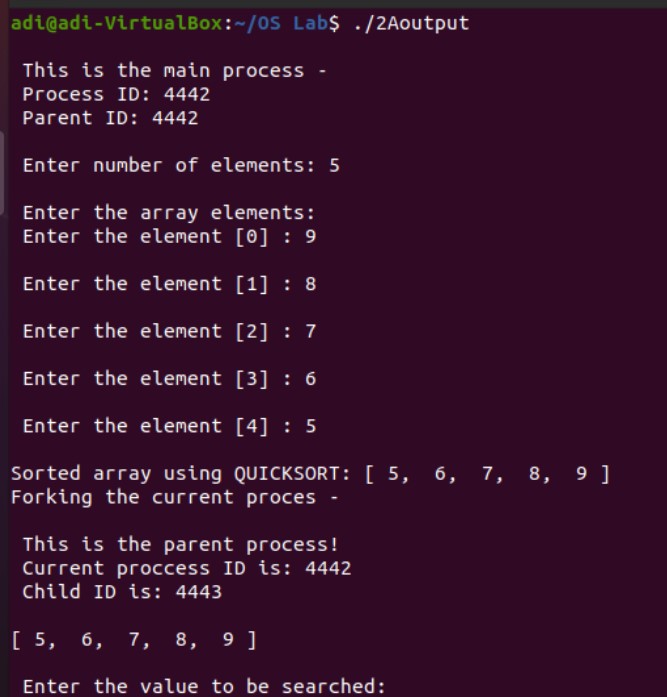 adi@adi-VirtualBox:~/OS Lab$ ./2Aoutput
This is the main process -
Process ID: 4442
Parent ID: 4442
Enter number of elements: 5
Enter the array elements:
Enter the element [0] : 9
Enter the element [1] : 8
Enter the element [2] : 7
Enter the element [3] : 6
Enter the element [4] : 5
Sorted array using QUICKSORT: [ 5,  6,  7,  8,  9 ]
Forking the current proces -
This is the parent process!
Current proccess ID is: 4442
Child ID is: 4443
[ 5,  6,  7,  8,  9 ]
Enter the value to be searched: